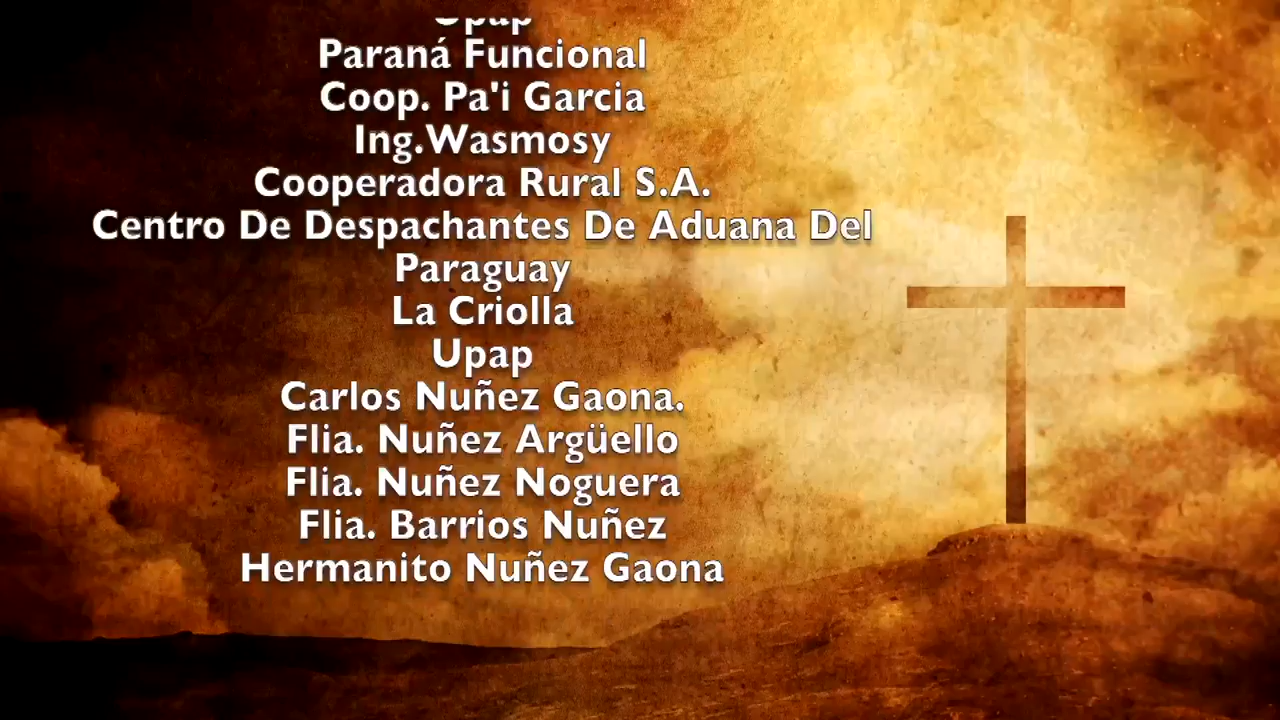 Upap
Paraná Funcional
Coop. Pa'i Garcia
Ing.Wasmosy
Cooperadora Rural S.A.
Centro De Despachantes De Aduana Del
Paraguay
La Criolla
Upap
Carlos Nuñez Gaona.
Flia. Nuñez Argüello
Flia. Nuñez Noguera
Flia. Barrios Nuñez
Hermanito Nuñez Gaona